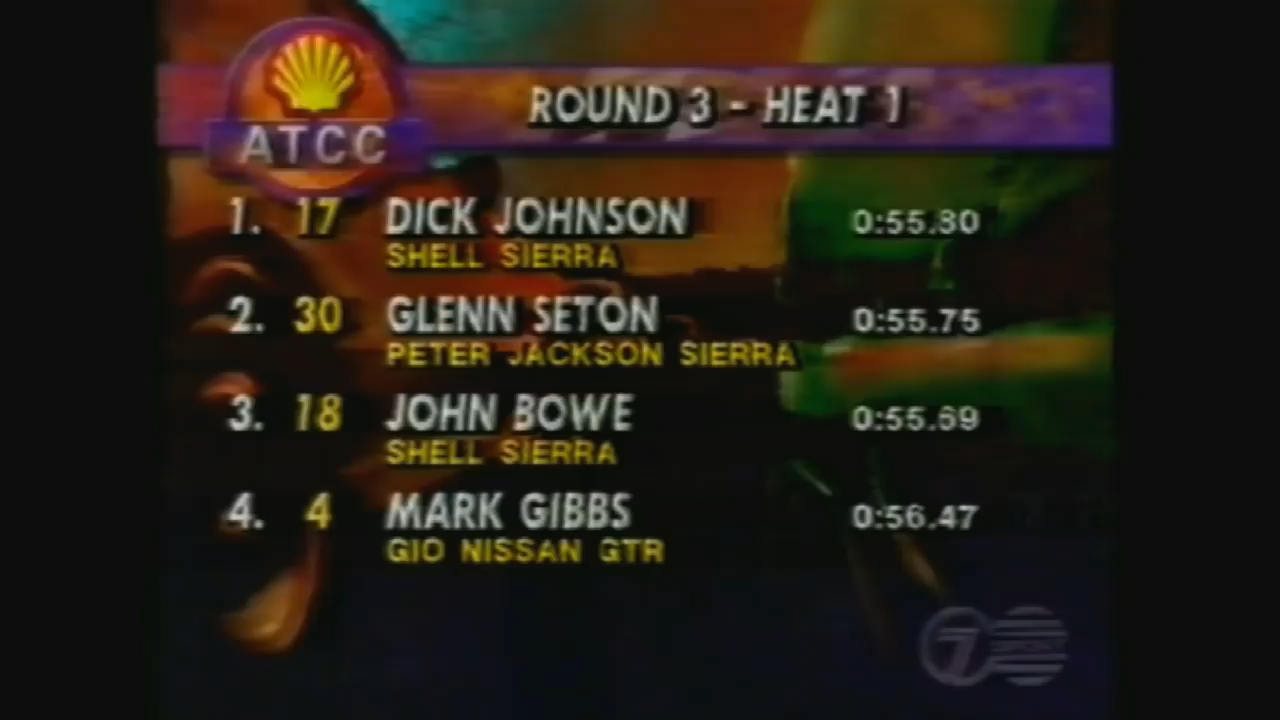 ATCC
ROUND 3 - HEAT 1
1. 17 DICK JOHNSON 0:55.80
SHELL SIERRA
2. 30 GLENN SETON 0:55.75
PETER JACKSON SIERRA
3. 18 JOHN BOWE 0:55.69
SHELL SIERRA
4. 4 MARK GIBBS 0:56.47
GIO NISSAN GTR
7 SPORT